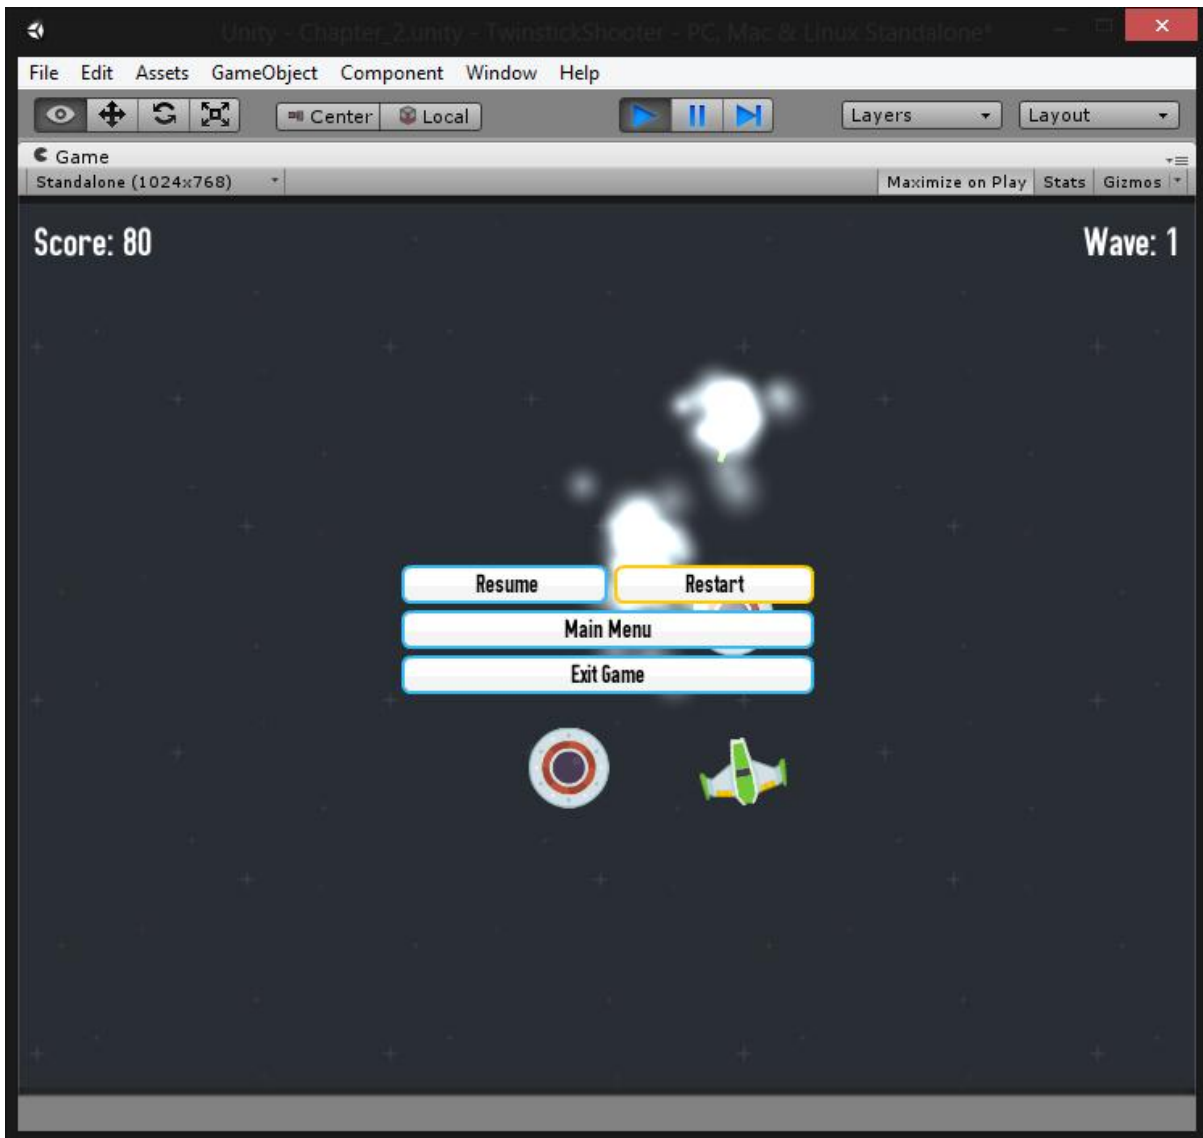 Unity - Chapter_2.unity - TwinstickShooter - PC, Mac & Linux Standalone*
File Edit Assets GameObject Component Window Help
Center Local Layers Layout
Game
Standalone (1024x768) Maximize on Play Stats Gizmos
Score: 80 Wave: 1
Resume Restart
Main Menu
Exit Game